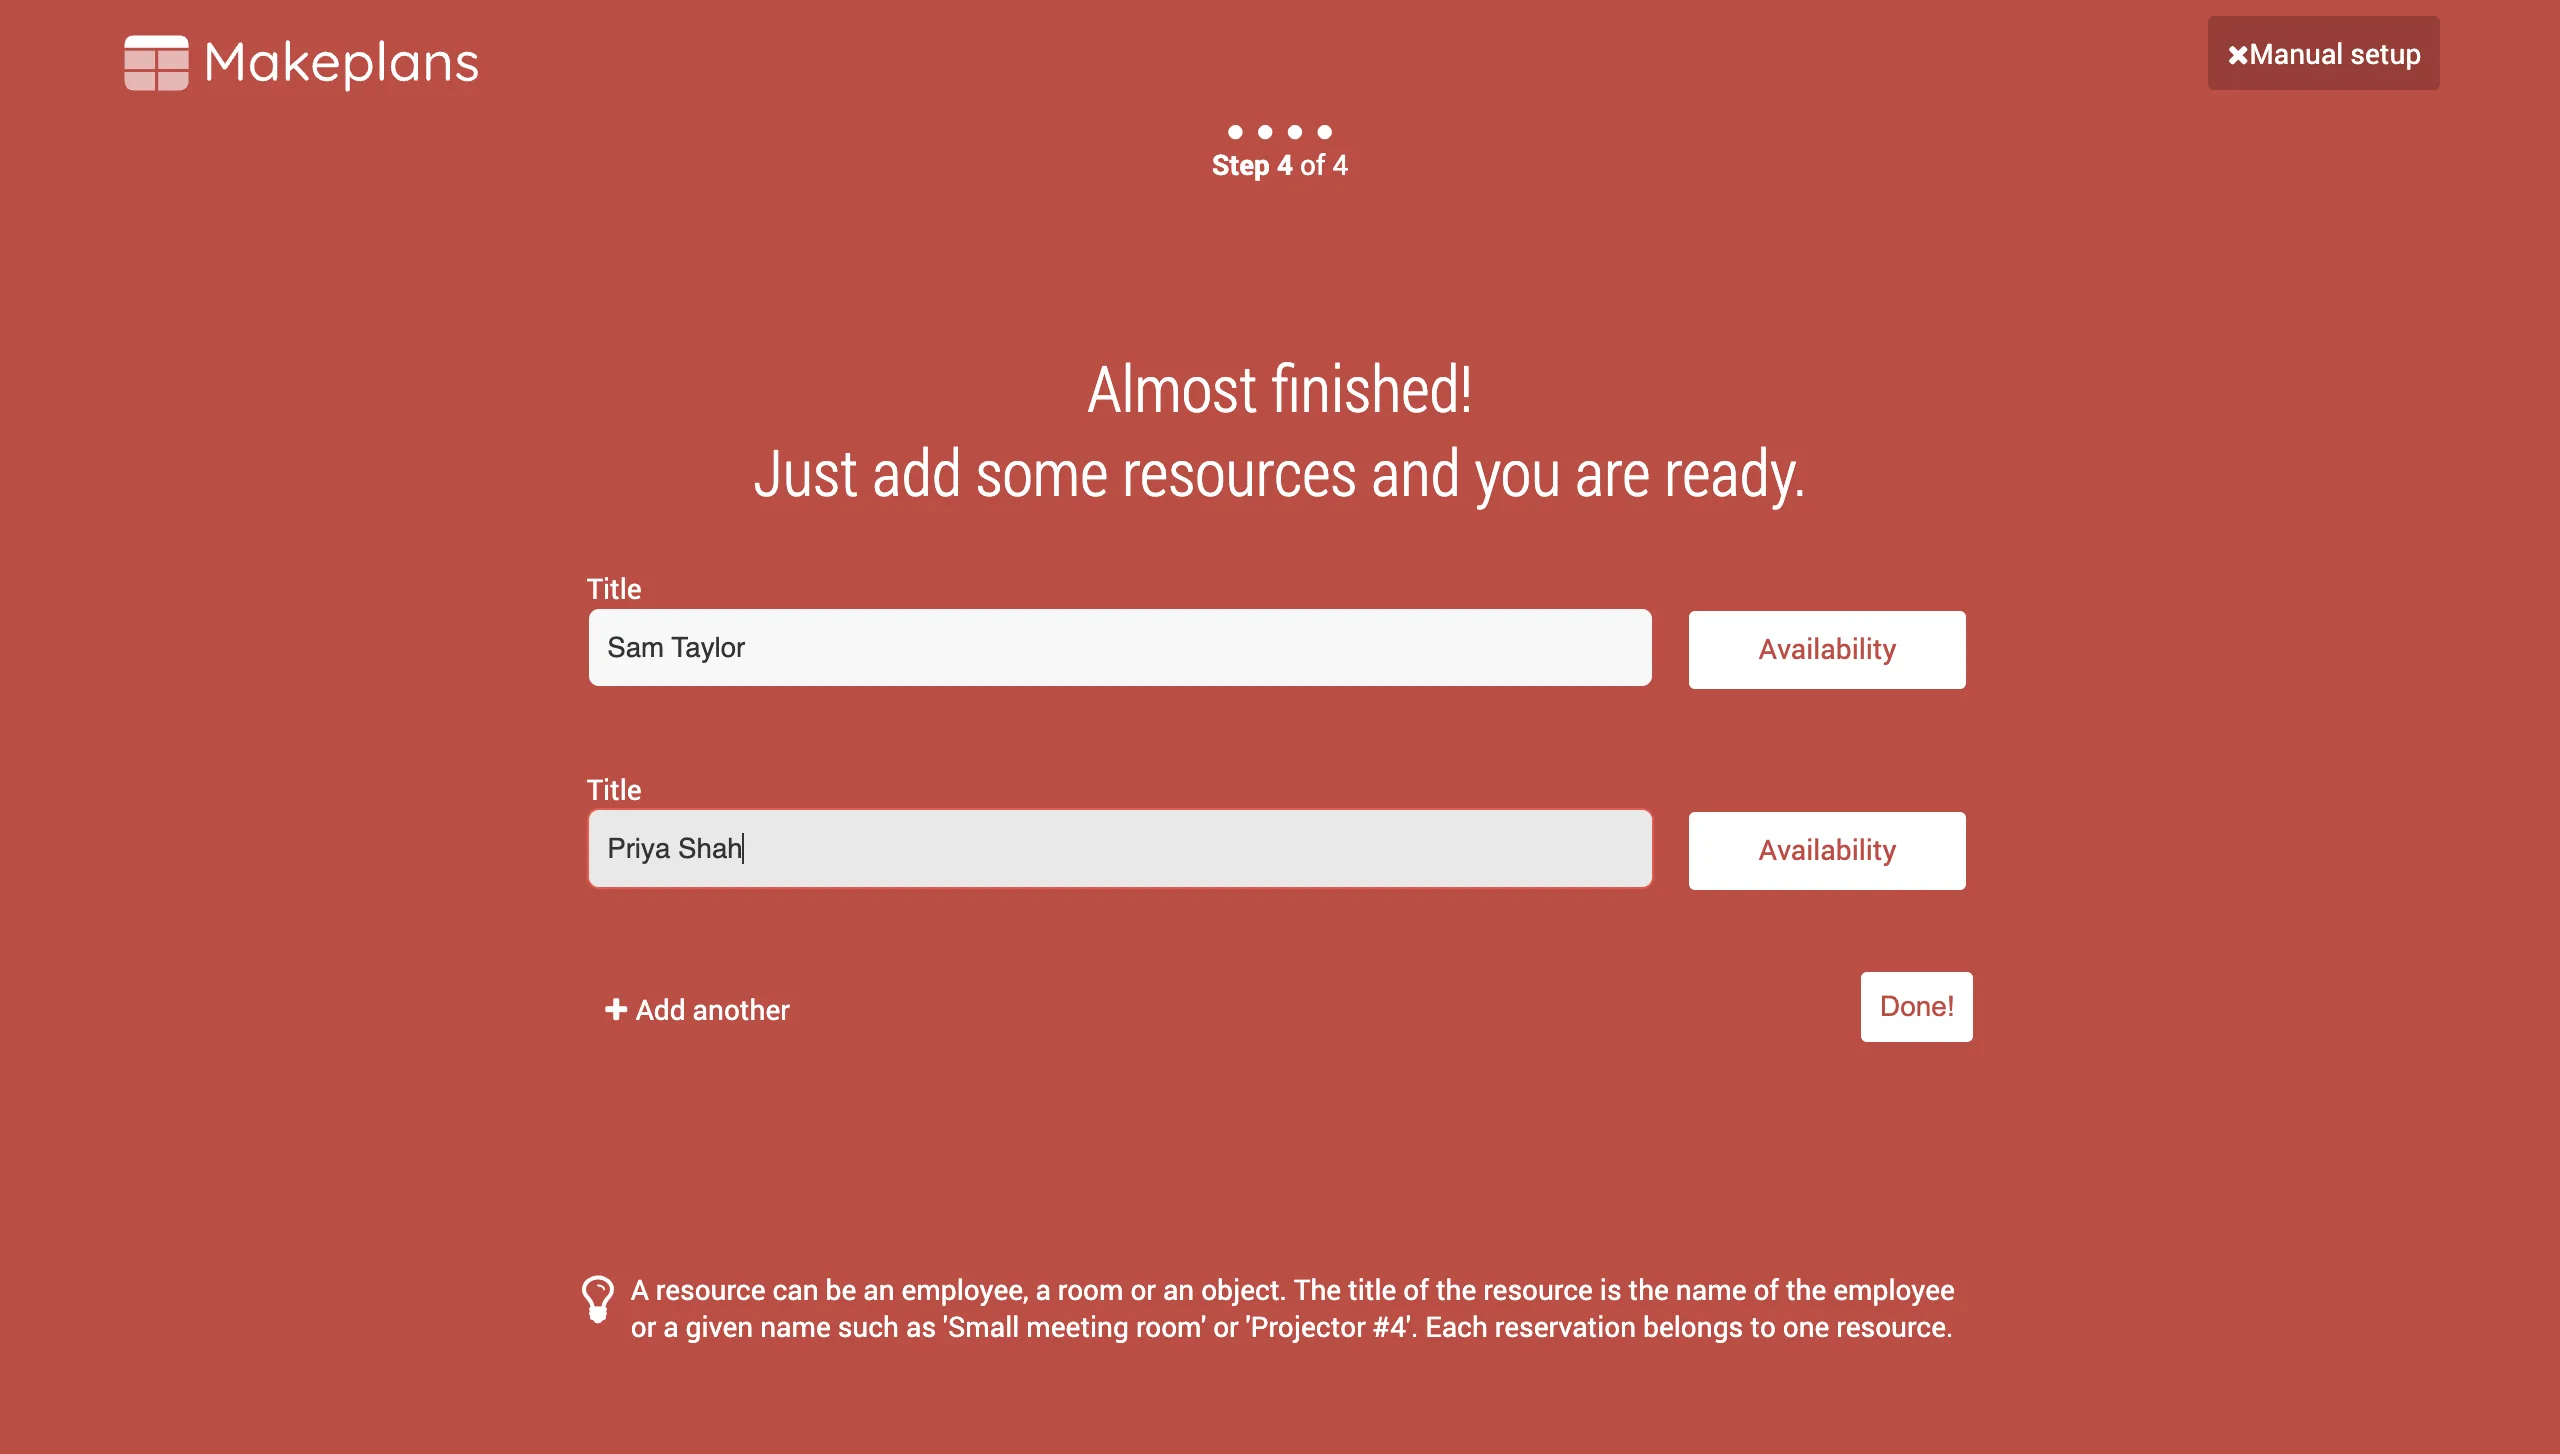 Makeplans
Manual setup
Step 4 of 4
Almost finished!
Just add some resources and you are ready.
Title
Sam Taylor
Availability
Title
Priya Shah
Availability
Add another
Done!
A resource can be an employee, a room or an object. The title of the resource is the name of the employee
or a given name such as 'Small meeting room' or 'Projector #4'. Each reservation belongs to one resource.